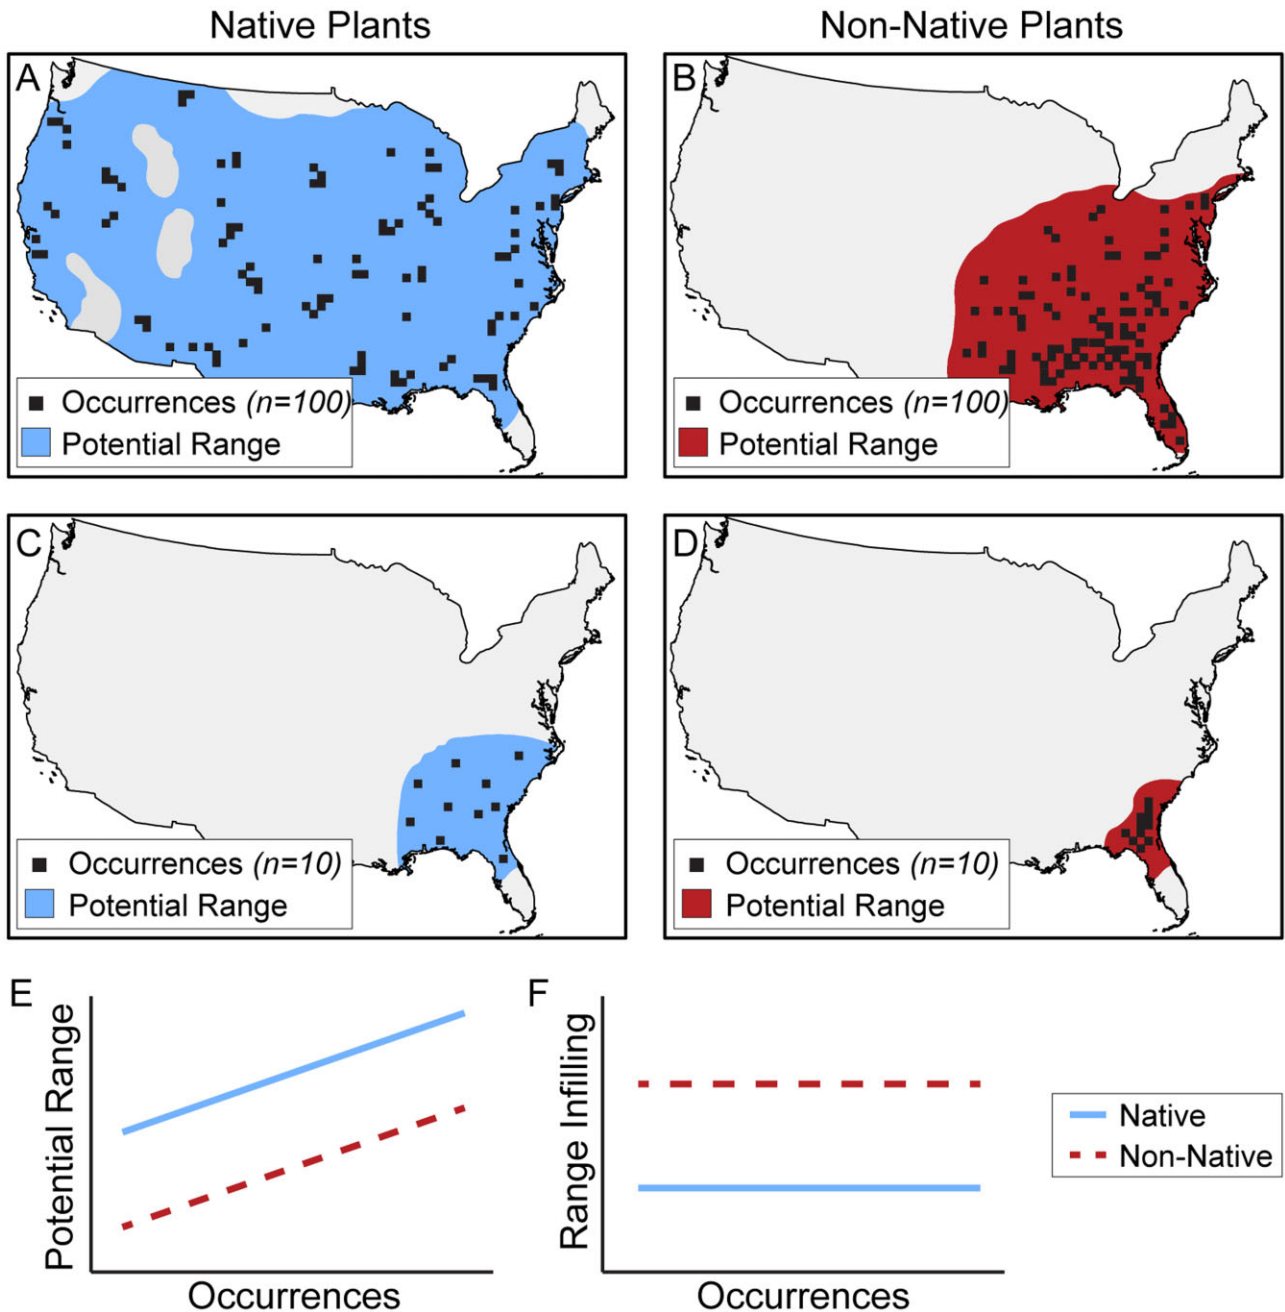 Native Plants
Non-Native Plants
A
Occurrences (n=100)
Potential Range
B
Occurrences (n=100)
Potential Range
C
Occurrences (n=10)
Potential Range
D
Occurrences (n=10)
Potential Range
E
Potential Range
Occurrences
F
Range Infilling
Occurrences
Native
Non-Native